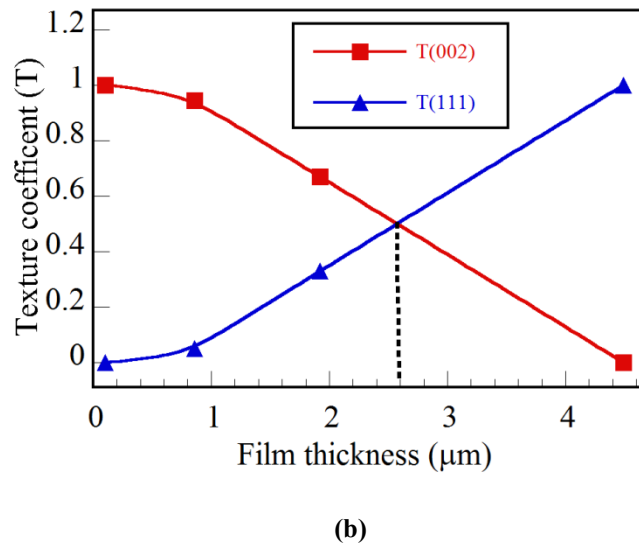 1.2
T(002)
T(111)
1
0.8
0.6
0.4
0.2
0
Texture coefficent (T)
0 1 2 3 4
Film thickness (μm)
(b)